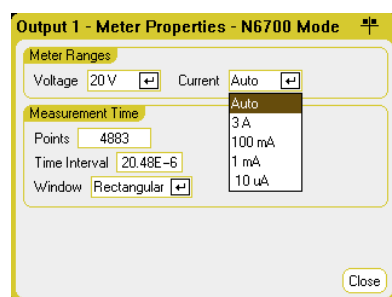 Output 1 - Meter Properties - N6700 Mode
Meter Ranges
Voltage 20 V Current Auto
Auto
3 A
100 mA
1 mA
10 uA
Measurement Time
Points 4883
Time Interval 20.48E-6
Window Rectangular
Close